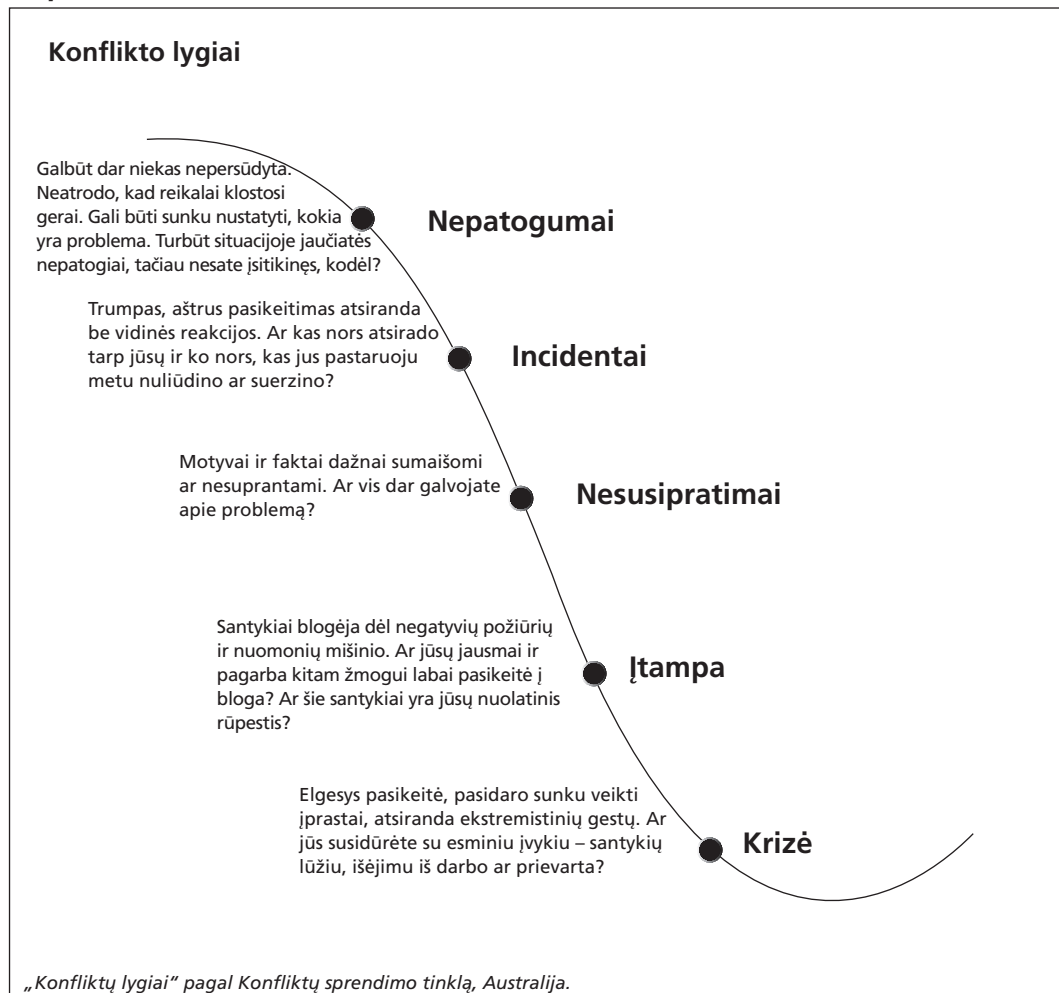 Konflikto lygiai
Galbūt dar niekas nepersūdyta.
Neatrodo, kad reikalai klostosi
gerai. Gali būti sunku nustatyti, kokia
yra problema. Turbūt situacijoje jaučiatės
nepatogiai, tačiau nesate įsitikinęs, kodėl?
Nepatogumai
Trumpas, aštrus pasikeitimas atsiranda
be vidinės reakcijos. Ar kas nors atsirado
tarp jūsų ir ko nors, kas jus pastaruoju
metu nuliūdino ar suerzino?
Incidentai
Motyvai ir faktai dažnai sumaišomi
ar nesuprantami. Ar vis dar galvojate
apie problemą?
Nesusipratimai
Santykiai blogėja dėl negatyvių požiūrių
ir nuomonių mišinio. Ar jūsų jausmai ir
pagarba kitam žmogui labai pasikeitė į
bloga? Ar šie santykiai yra jūsų nuolatinis
rūpestis?
Įtampa
Elgesys pasikeitė, pasidaro sunku veikti
įprastai, atsiranda ekstremistinių gestų. Ar
jūs susidūrėte su esminiu įvykiu – santykių
lūžiu, išėjimu iš darbo ar prievarta?
Krizė
„Konfliktų lygiai“ pagal Konfliktų sprendimo tinklą, Australija.